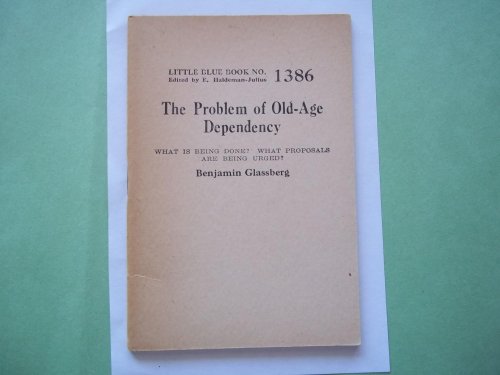 LITTLE BLUE BOOK NO. 1386
Edited by E. Haldeman-Julius
The Problem of Old-Age
Dependency
WHAT IS BEING DONE? WHAT PROPOSALS
ARE BEING URGED?
Benjamin Glassberg